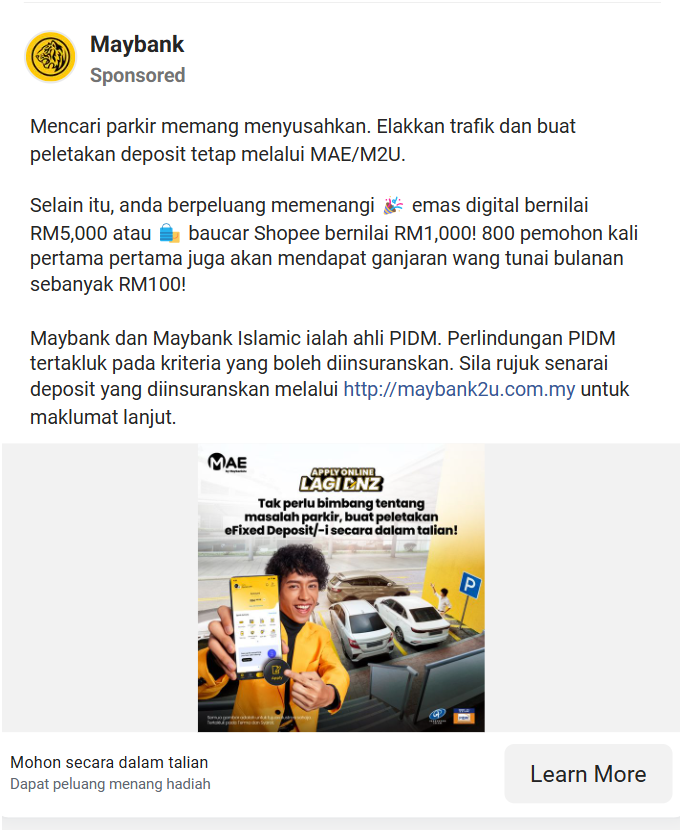 Maybank
Sponsored
Mencari parkir memang menyusahkan. Elakkan trafik dan buat
peletakan deposit tetap melalui MAE/M2U.
Selain itu, anda berpeluang memenangi 🎉 emas digital bernilai
RM5,000 atau 🛍️ baucar Shopee bernilai RM1,000! 800 pemohon kali
pertama pertama juga akan mendapat ganjaran wang tunai bulanan
sebanyak RM100!
Maybank dan Maybank Islamic ialah ahli PIDM. Perlindungan PIDM
tertakluk pada kriteria yang boleh diinsuranskan. Sila rujuk senarai
deposit yang diinsuranskan melalui http://maybank2u.com.my untuk
maklumat lanjut.
MAE
APPLY ONLINE
LAGI ONZ
Tak perlu bimbang tentang
masalah parkir, buat peletakan
eFixed Deposit/-i secara dalam talian!
P
Apply
Mohon secara dalam talian
Dapat peluang menang hadiah
Learn More